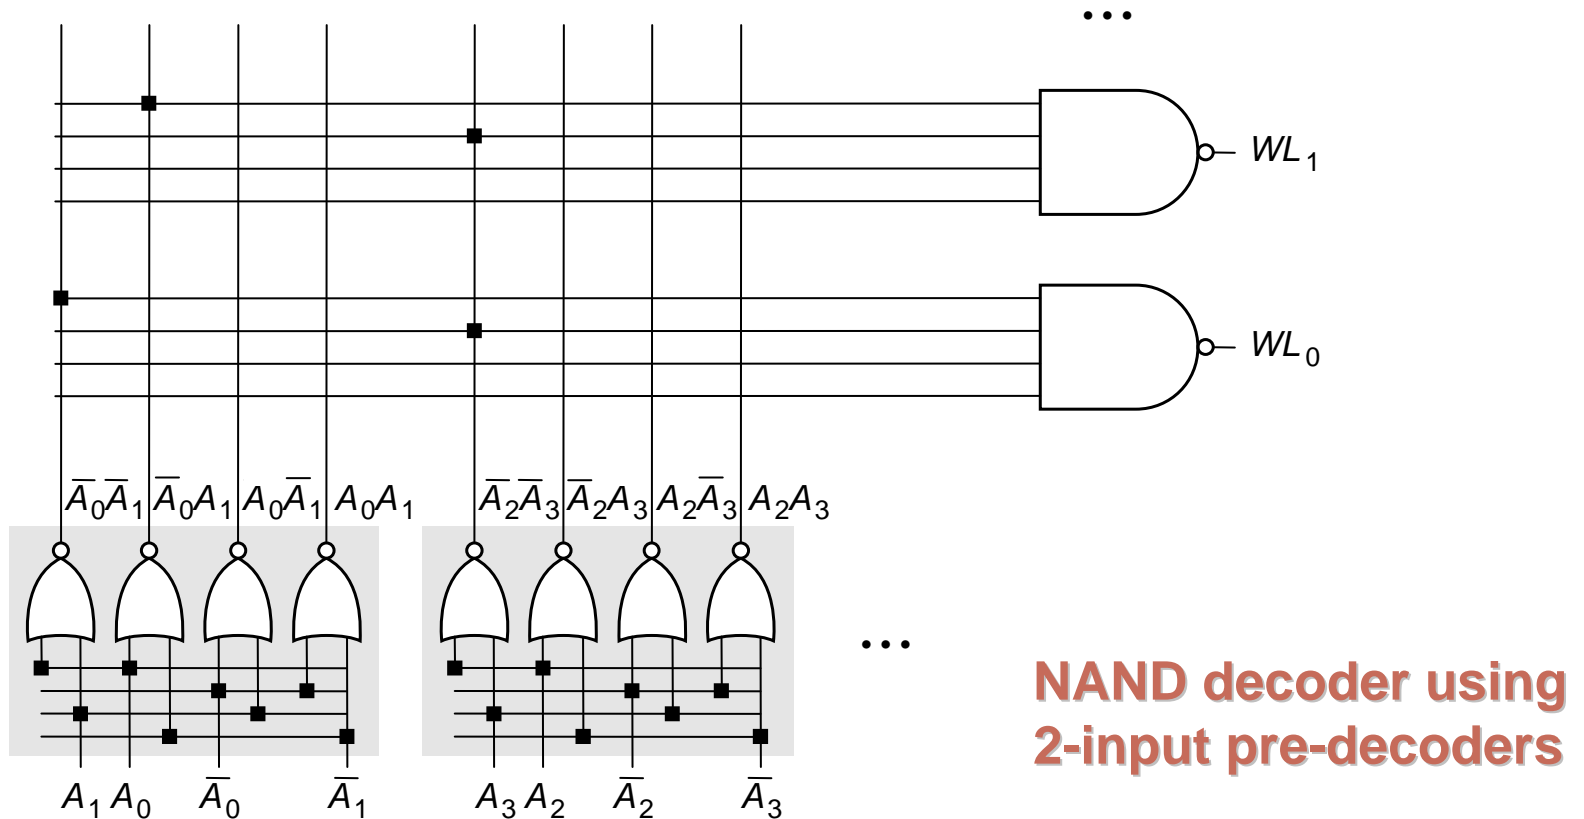 ...
WL₁
WL₀
A̅₀A̅₁ A̅₀A₁ A₀A̅₁ A₀A₁ A̅₂A̅₃ A̅₂A₃ A₂A̅₃ A₂A₃
...
A₁ A₀ A̅₀ A̅₁ A₃ A₂ A̅₂ A̅₃
NAND decoder using
2-input pre-decoders